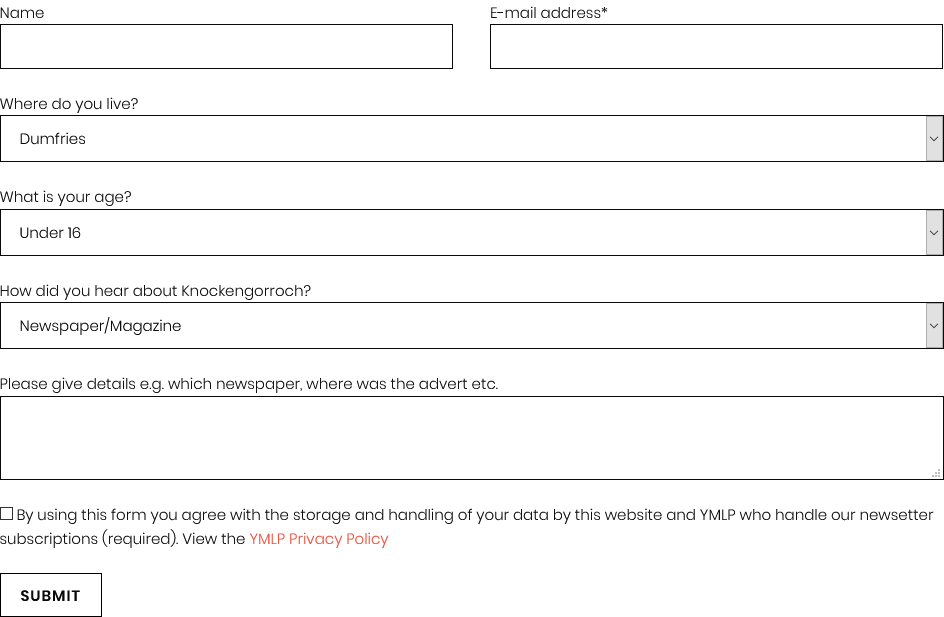 Name
E-mail address*
Where do you live?
Dumfries
What is your age?
Under 16
How did you hear about Knockengorroch?
Newspaper/Magazine
Please give details e.g. which newspaper, where was the advert etc.
By using this form you agree with the storage and handling of your data by this website and YMLP who handle our newsetter
subscriptions (required). View the YMLP Privacy Policy
SUBMIT